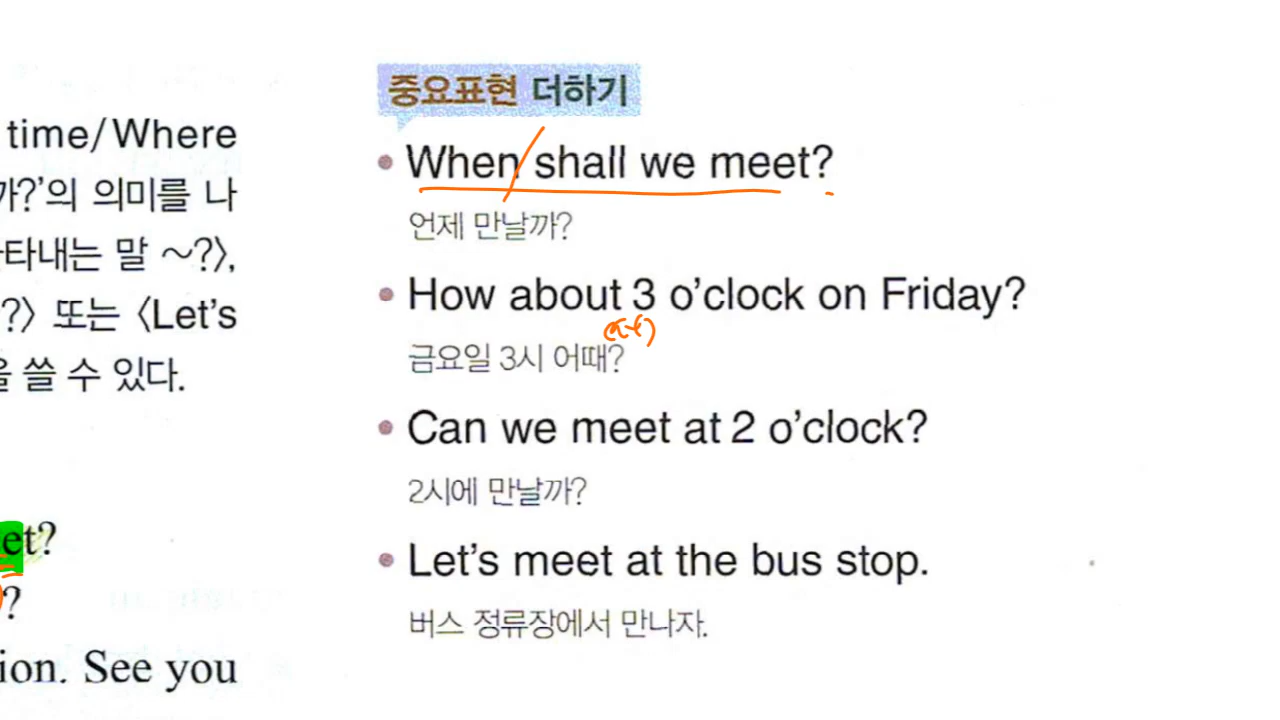 time/Where
까?'의 의미를 나
타내는 말 ~?〉,
?〉 또는 〈Let's
을 쓸 수 있다.
et?
?
ion. See you
중요표현 더하기
• When shall we meet?
언제 만날까?
• How about 3 o'clock on Friday?
(at)
금요일 3시 어때?
• Can we meet at 2 o'clock?
2시에 만날까?
• Let's meet at the bus stop.
버스 정류장에서 만나자.